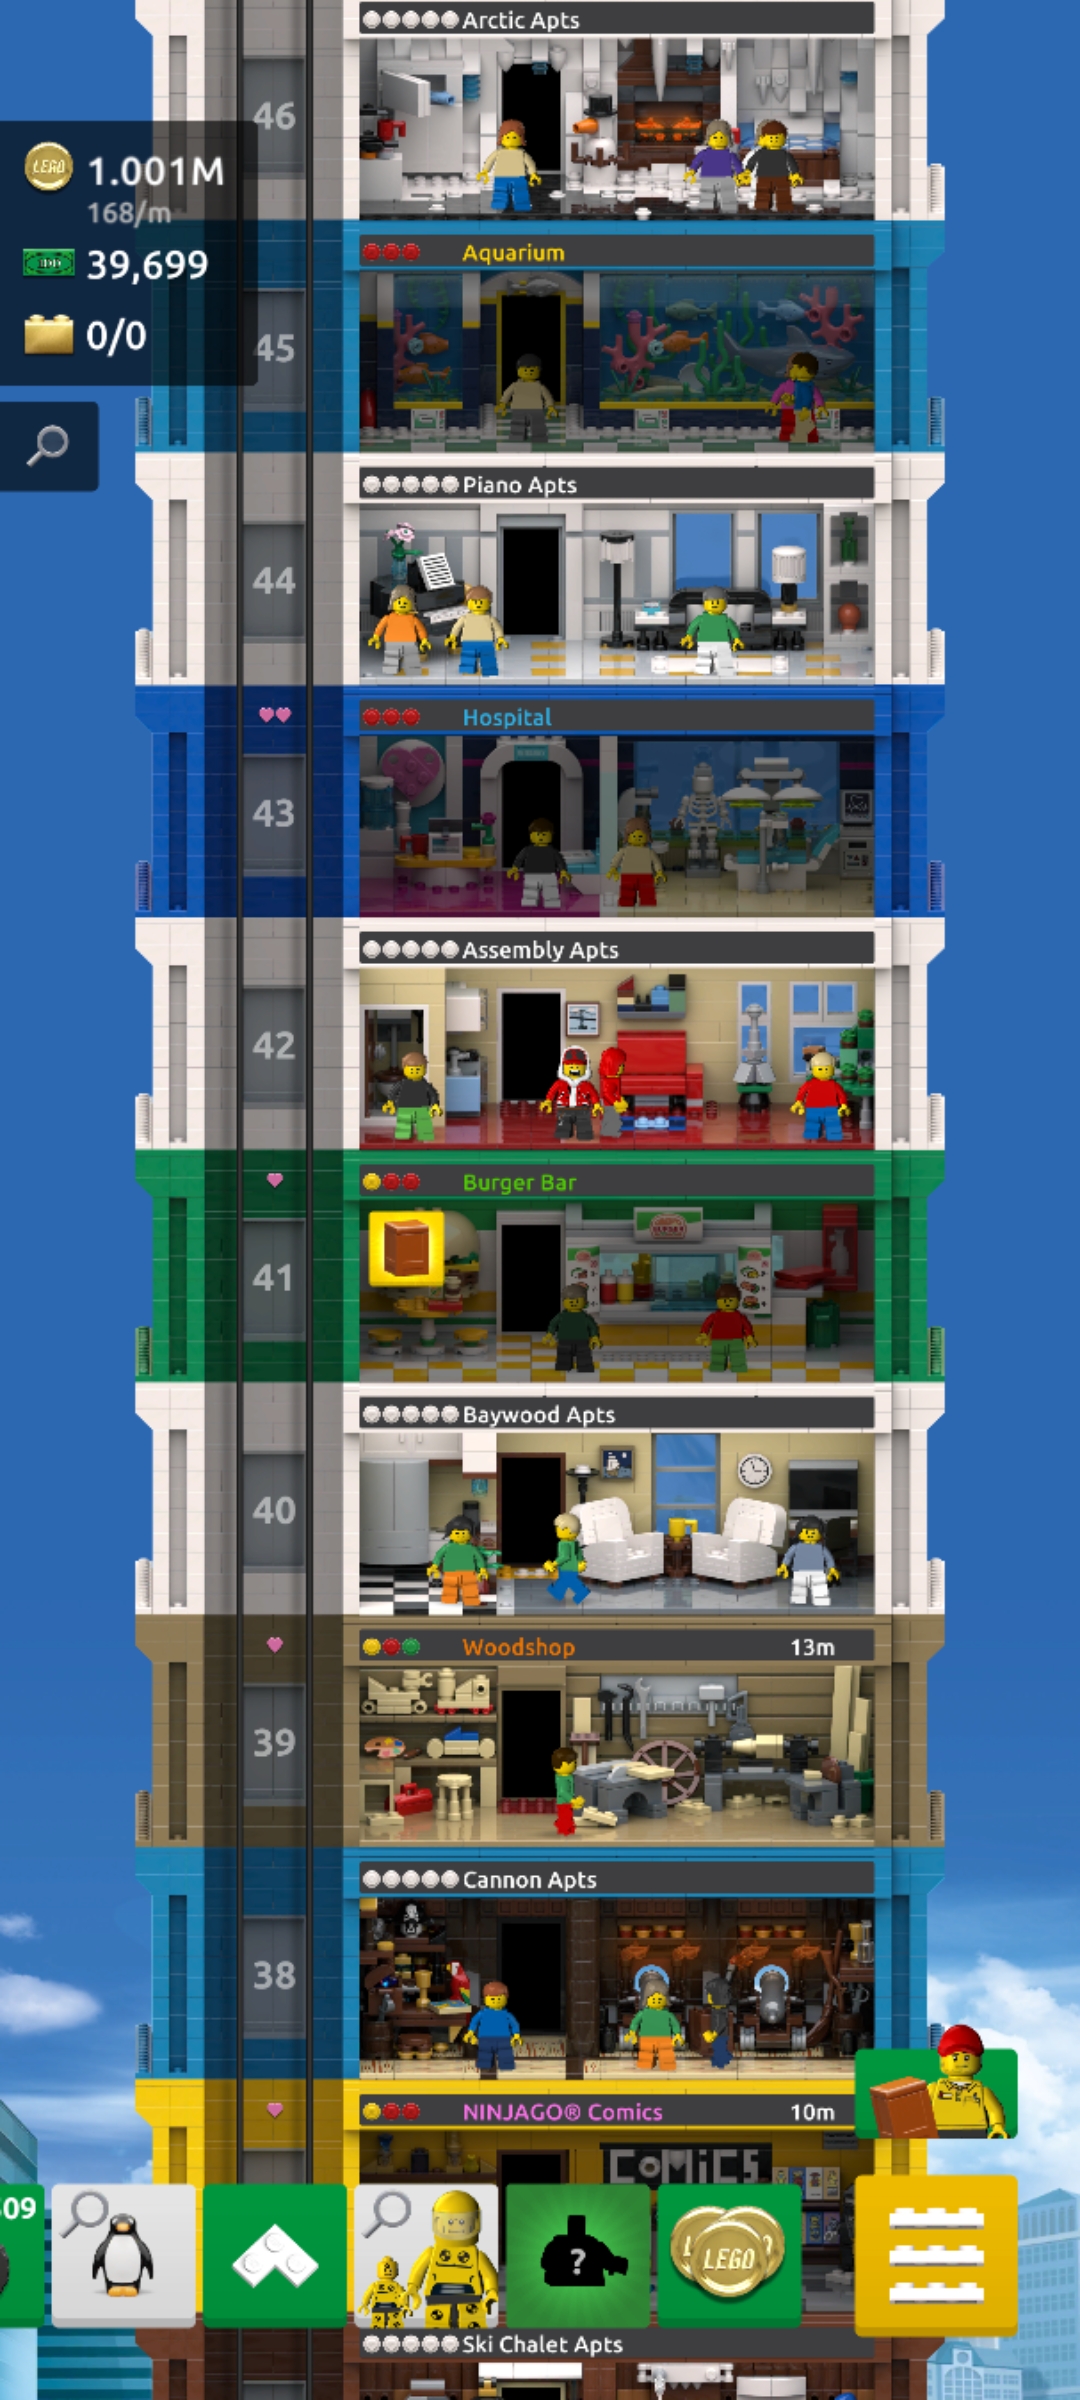 Arctic Apts
46
LEGO 1.001M
168/m
39,699
0/0
Aquarium
45
Piano Apts
44
Hospital
43
Assembly Apts
42
Burger Bar
41
Baywood Apts
40
Woodshop 13m
39
Cannon Apts
38
NINJAGO® Comics 10m
COMICS
09
?
LEGO
Ski Chalet Apts